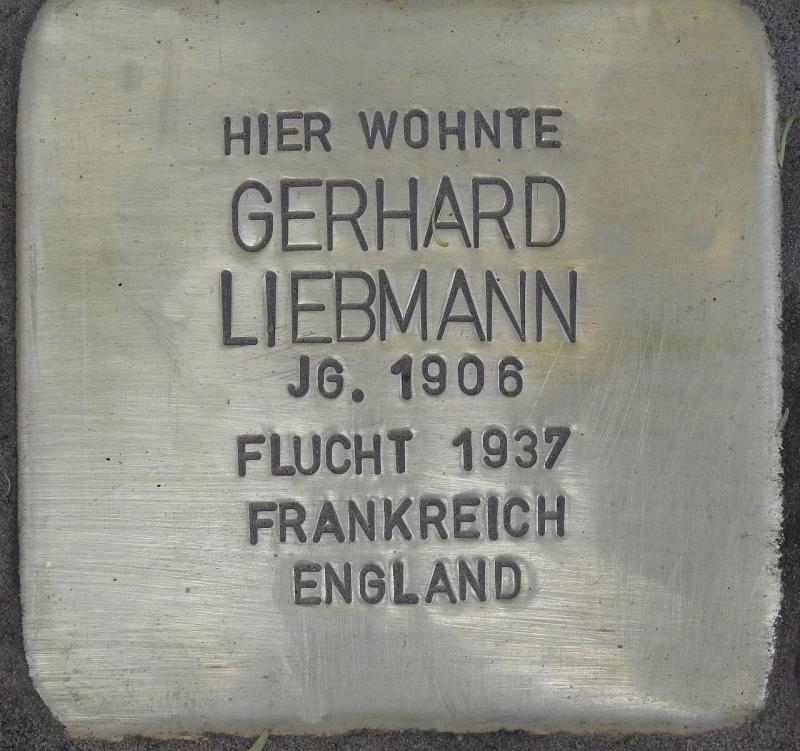 HIER WOHNTE
GERHARD
LIEBMANN
JG. 1906
FLUCHT 1937
FRANKREICH
ENGLAND